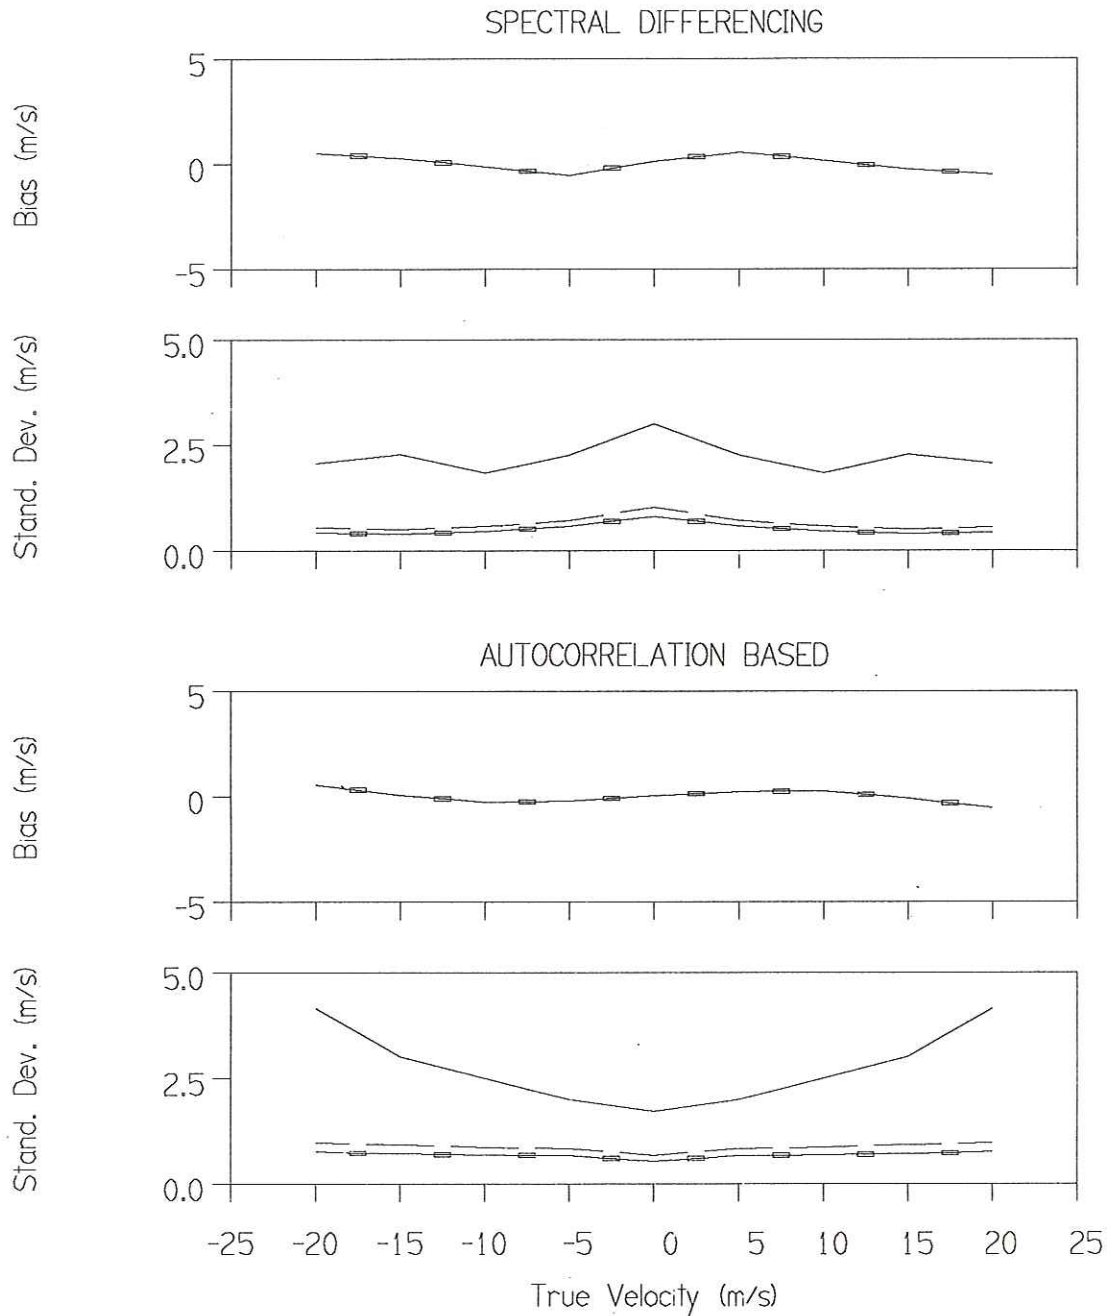 SPECTRAL DIFFERENCING
5
0
-5
Bias (m/s)
5.0
2.5
0.0
Stand. Dev. (m/s)
AUTOCORRELATION BASED
5
0
-5
Bias (m/s)
5.0
2.5
0.0
Stand. Dev. (m/s)
-25 -20 -15 -10 -5 0 5 10 15 20 25
True Velocity (m/s)